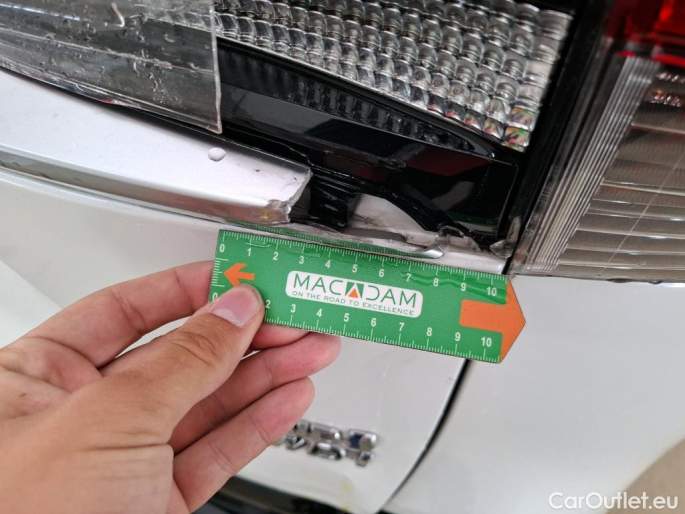 0 1 2 3 4 5 6 7 8 9 10
MACADAM
ON THE ROAD TO EXCELLENCE
0 2 3 4 5 6 7 8 9 10
CarOutlet.eu